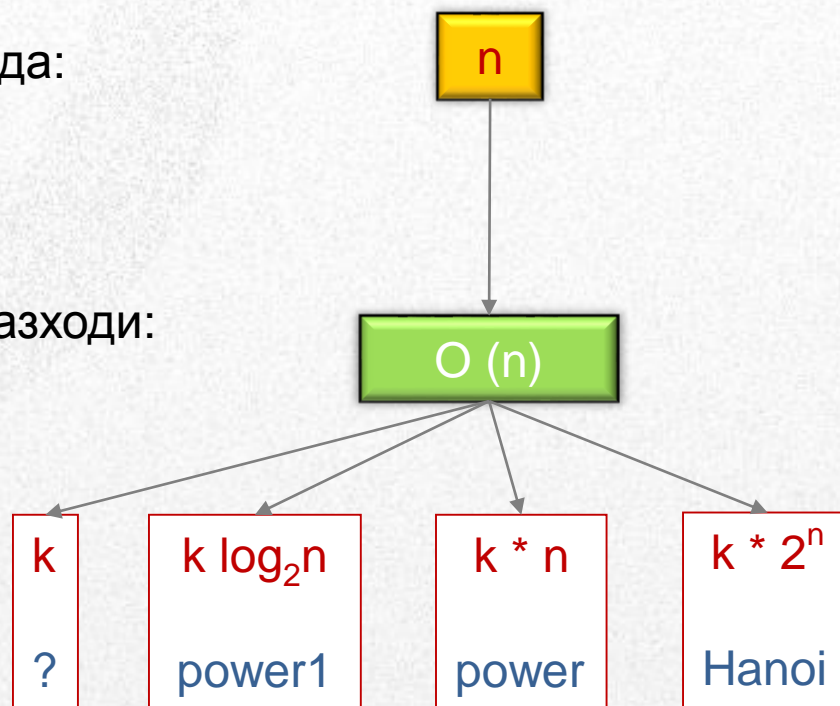 да:
n
азходи:
O (n)
k
k log₂n
k * n
k * 2ⁿ
?
power1
power
Hanoi